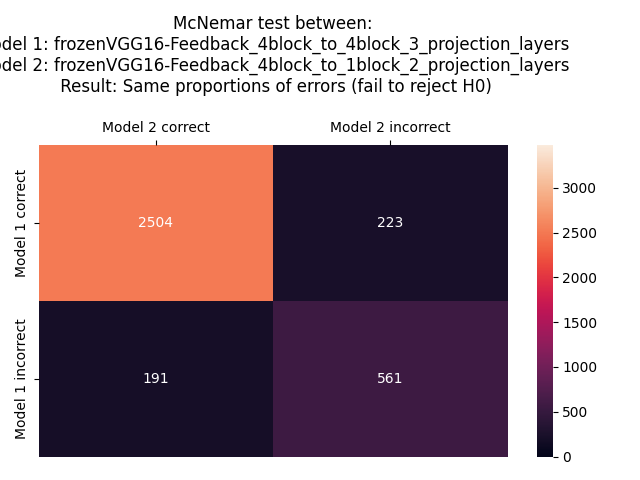 McNemar test between:
del 1: frozenVGG16-Feedback_4block_to_4block_3_projection_layers
del 2: frozenVGG16-Feedback_4block_to_1block_2_projection_layers
Result: Same proportions of errors (fail to reject H0)
Model 2 correct Model 2 incorrect
Model 1 correct
2504 223
Model 1 incorrect
191 561
3000
2500
2000
1500
1000
500
0